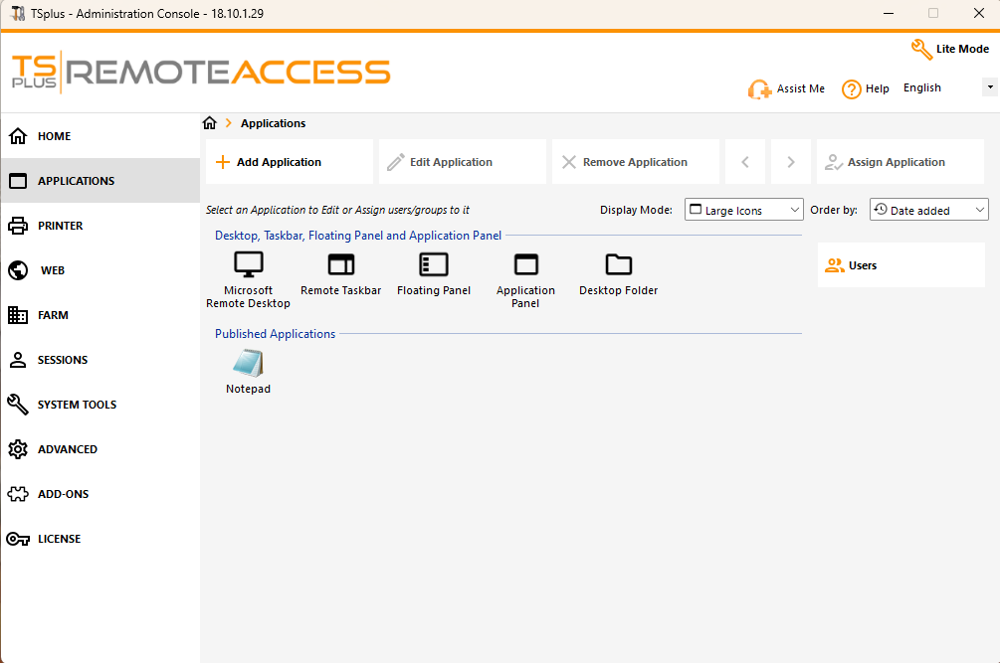 TSplus - Administration Console - 18.10.1.29
Lite Mode
TS PLUS REMOTEACCESS
Assist Me
Help
English
HOME
APPLICATIONS
PRINTER
WEB
FARM
SESSIONS
SYSTEM TOOLS
ADVANCED
ADD-ONS
LICENSE
Applications
Add Application
Edit Application
Remove Application
Assign Application
Select an Application to Edit or Assign users/groups to it
Display Mode:
Large Icons
Order by:
Date added
Desktop, Taskbar, Floating Panel and Application Panel
Microsoft
Remote Desktop
Remote Taskbar
Floating Panel
Application
Panel
Desktop Folder
Users
Published Applications
Notepad